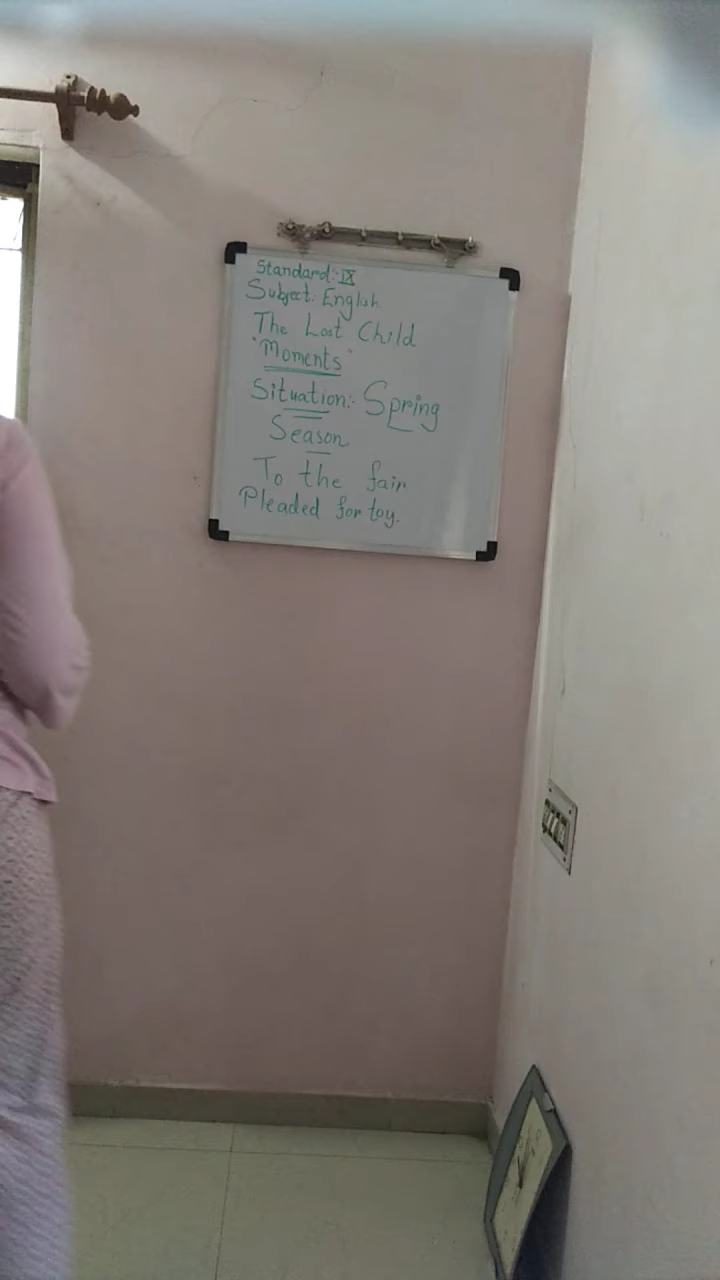 Standard:- IX
Subject: English
The Lost Child
"Moments"
Situation:- Spring
Season
To the fair
Pleaded for toy.